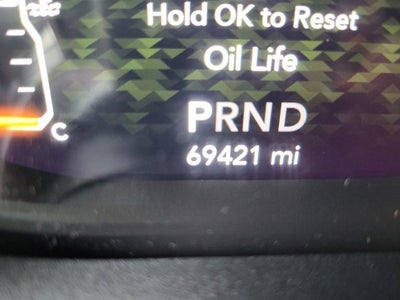 Hold OK to Reset
Oil Life
PRND
C
69421 mi